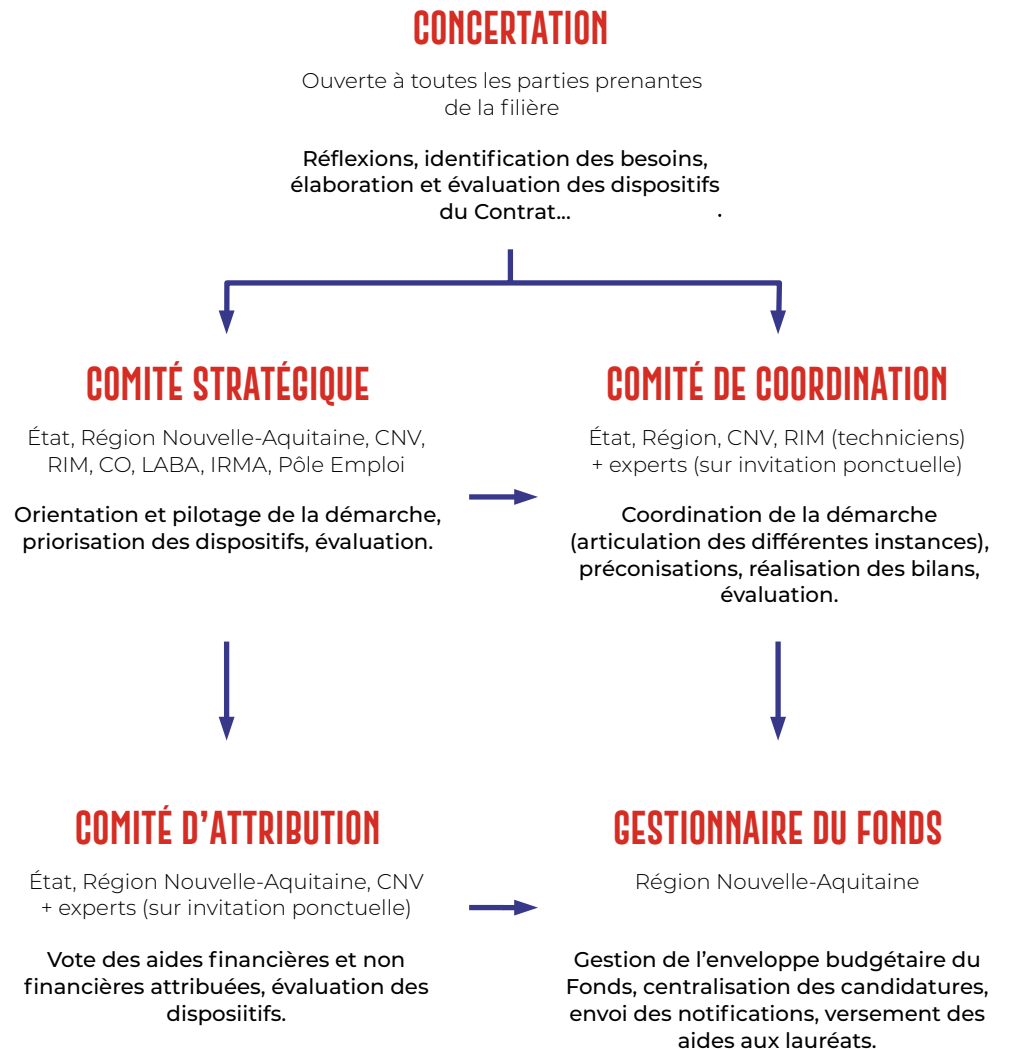 CONCERTATION
Ouverte à toutes les parties prenantes
de la filière
Réflexions, identification des besoins,
élaboration et évaluation des dispositifs
du Contrat... .
COMITÉ STRATÉGIQUE
État, Région Nouvelle-Aquitaine, CNV,
RIM, CO, LABA, IRMA, Pôle Emploi
Orientation et pilotage de la démarche,
priorisation des dispositifs, évaluation.
COMITÉ DE COORDINATION
État, Région, CNV, RIM (techniciens)
+ experts (sur invitation ponctuelle)
Coordination de la démarche
(articulation des différentes instances),
préconisations, réalisation des bilans,
évaluation.
COMITÉ D’ATTRIBUTION
État, Région Nouvelle-Aquitaine, CNV
+ experts (sur invitation ponctuelle)
Vote des aides financières et non
financières attribuées, évaluation des
disposiitifs.
GESTIONNAIRE DU FONDS
Région Nouvelle-Aquitaine
Gestion de l’enveloppe budgétaire du
Fonds, centralisation des candidatures,
envoi des notifications, versement des
aides aux lauréats.